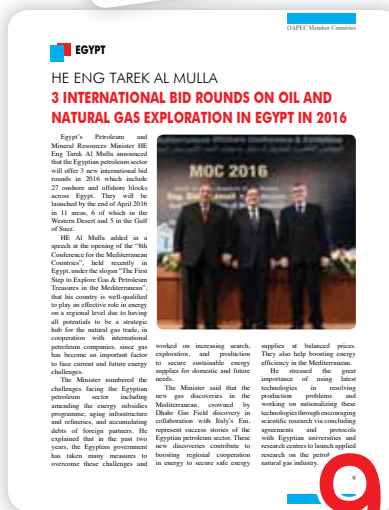 OAPEC Member Countries
EGYPT
HE ENG TAREK AL MULLA
3 INTERNATIONAL BID ROUNDS ON OIL AND
NATURAL GAS EXPLORATION IN EGYPT IN 2016
Egypt's Petroleum and
Mineral Resources Minister HE
Eng Tarek Al Mulla announced
that the Egyptian petroleum sector
will offer 3 new international bid
rounds in 2016 which include
27 onshore and offshore blocks
across Egypt. They will be
launched by the end of April 2016
in 11 areas, 6 of which in the
Western Desert and 5 in the Gulf
of Suez.
HE Al Mulla added in a
speech at the opening of the "8th
Conference for the Mediterranean
Countries", held recently in
Egypt, under the slogan "The First
Step to Explore Gas & Petroleum
Treasures in the Mediterranean",
that his country is well-qualified
to play an effective role in energy
on a regional level due to having
all potentials to be a strategic
hub for the natural gas trade, in
cooperation with international
petroleum companies, since gas
has become an important factor
to face current and future energy
challenges.
The Minister numbered the
challenges facing the Egyptian
petroleum sector including
amending the energy subsidies
programme, aging infrastructure
and refineries, and accumulating
debts of foreign partners. He
explained that in the past two
years, the Egyptian government
has taken many measures to
overcome these challenges and
MOC 2016
worked on increasing search,
exploration, and production
to secure sustainable energy
supplies for domestic and future
needs.
The Minister said that the
new gas discoveries in the
Mediterranean, crowned by
Dhahr Gas Field discovery in
collaboration with Italy's Eni,
represent success stories of the
Egyptian petroleum sector. These
new discoveries contribute to
boosting regional cooperation
in energy to secure safe energy
supplies at balanced prices.
They also help boosting energy
efficiency in the Mediterranean.
He stressed the great
importance of using latest
technologies in resolving
production problems and
working on nationalizing these
technologies through encouraging
scientific research via concluding
agreements and protocols
with Egyptian universities and
research centres to launch applied
research on the
natural gas industry.
9
9